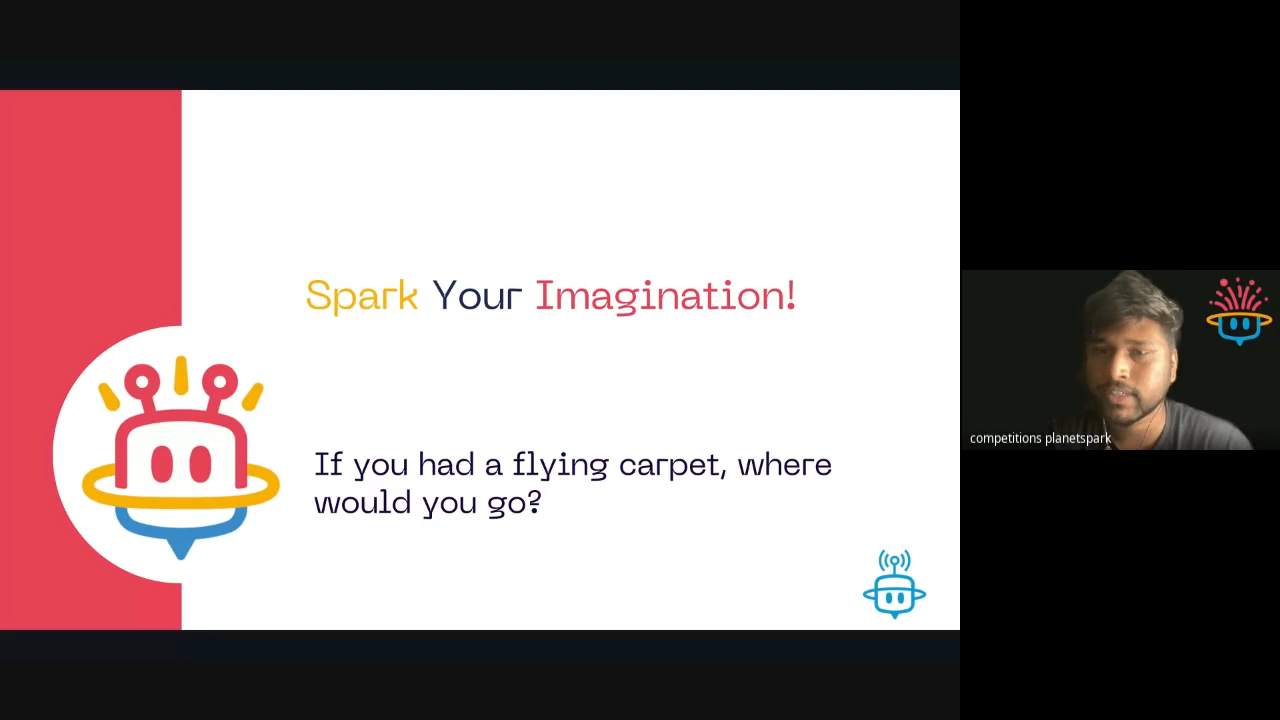 Spark Your Imagination!
If you had a flying carpet, where
would you go?
competitions planetspark